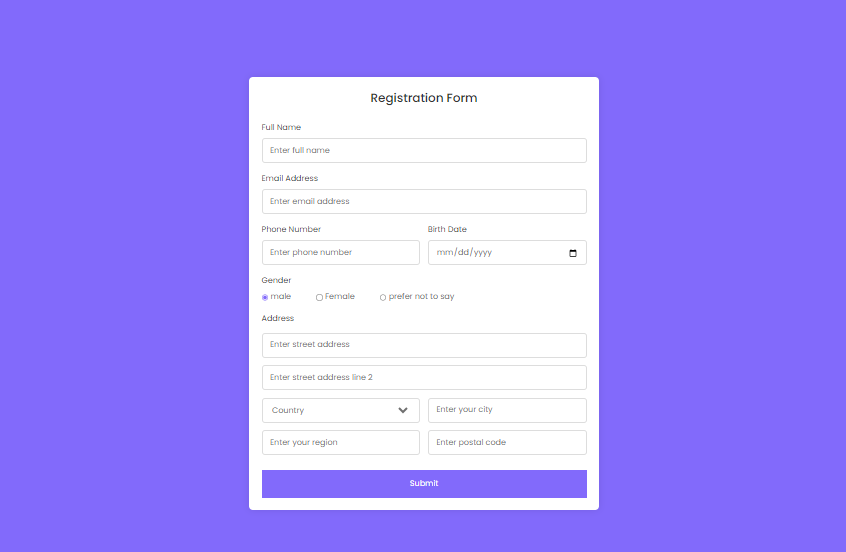 Registration Form
Full Name
Enter full name
Email Address
Enter email address
Phone Number Birth Date
Enter phone number mm/dd/yyyy
Gender
male Female prefer not to say
Address
Enter street address
Enter street address line 2
Country Enter your city
Enter your region Enter postal code
Submit